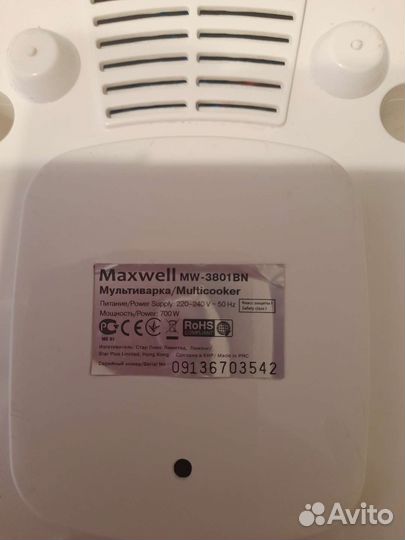 Maxwell MW-3801BN
Мультиварка/Multicooker
Питание/Power Supply: 220-240 V ~ 50 Hz
Мощность/Power: 700 W
Класс защиты I
Safety class I
RoHS
Изготовитель: Стар Плюс Лимитед, Гонконг/
Star Plus Limited, Hong Kong
Сделано в КНР / Made in PRC
Серийный номер/Serial No 09136703542
Avito